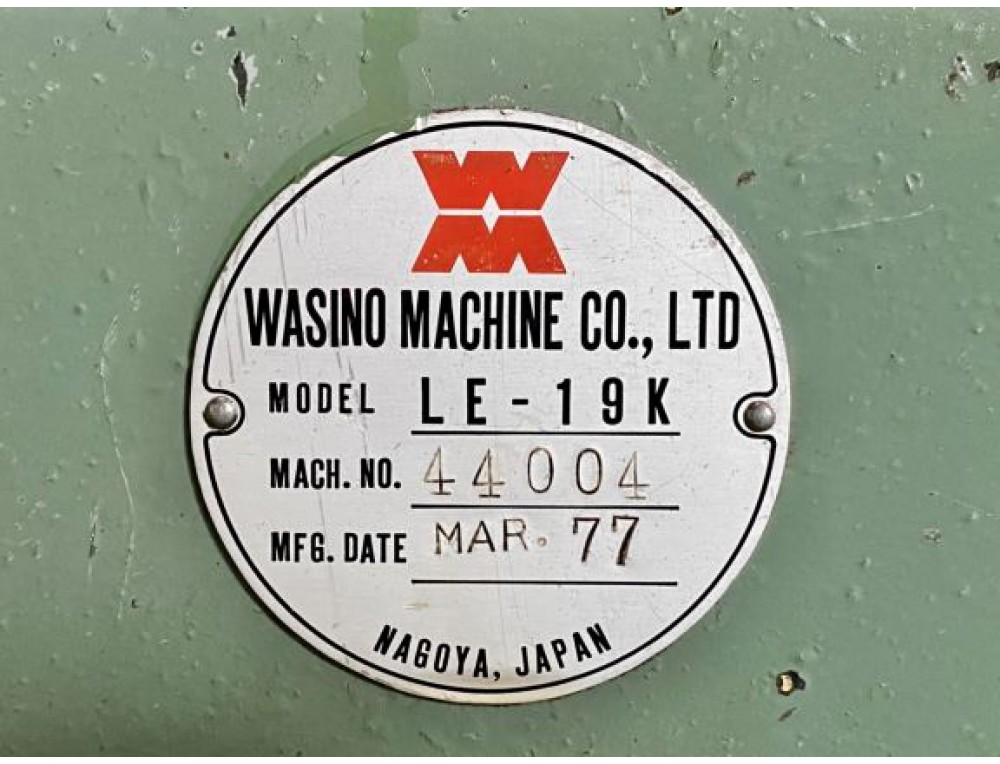 WASINO MACHINE CO., LTD
MODEL LE-19K
MACH. NO. 44004
MFG. DATE MAR. 77
NAGOYA, JAPAN